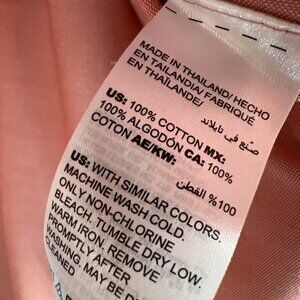 MADE IN THAILAND/ HECHO
EN TAILANDIA/ FABRIQUÉ
EN THAÏLANDE/
صنع في تايلاند
US: 100% COTTON MX:
100% ALGODÓN CA: 100%
COTON AE/KW:
100% القطن
US: WITH SIMILAR COLORS.
MACHINE WASH COLD.
ONLY NON-CHLORINE
BLEACH. TUMBLE DRY LOW.
WARM IRON. REMOVE
PROMPTLY AFTER
WASHING. MAY BE
CLEANED